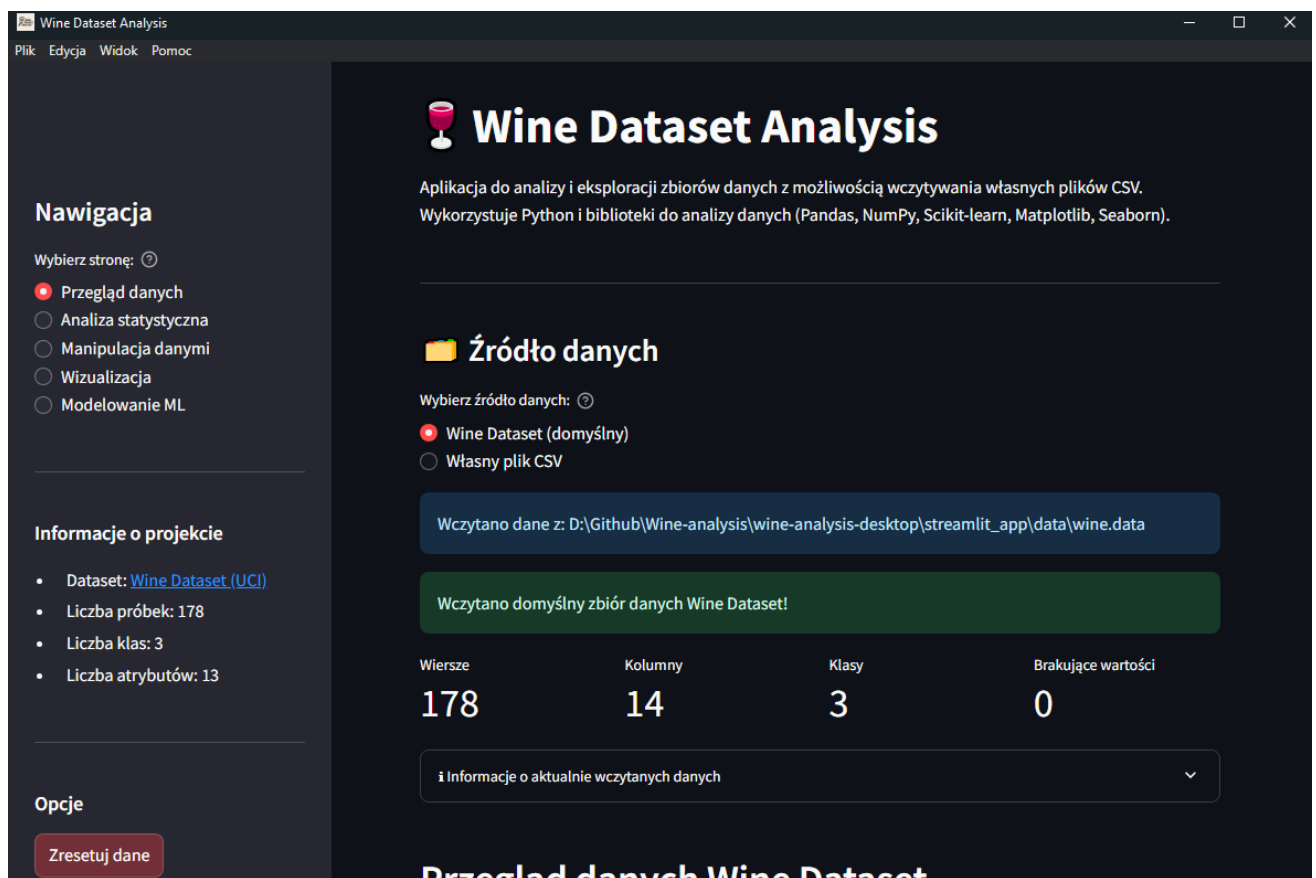 Wine Dataset Analysis
Plik Edycja Widok Pomoc
Nawigacja
Wybierz stronę:
Przegląd danych
Analiza statystyczna
Manipulacja danymi
Wizualizacja
Modelowanie ML
Informacje o projekcie
Dataset: Wine Dataset (UCI)
Liczba próbek: 178
Liczba klas: 3
Liczba atrybutów: 13
Opcje
Zresetuj dane
Wine Dataset Analysis
Aplikacja do analizy i eksploracji zbiorów danych z możliwością wczytywania własnych plików CSV.
Wykorzystuje Python i biblioteki do analizy danych (Pandas, NumPy, Scikit-learn, Matplotlib, Seaborn).
Źródło danych
Wybierz źródło danych:
Wine Dataset (domyślny)
Własny plik CSV
Wczytano dane z: D:\Github\Wine-analysis\wine-analysis-desktop\streamlit_app\data\wine.data
Wczytano domyślny zbiór danych Wine Dataset!
Wiersze Kolumny Klasy Brakujące wartości
178 14 3 0
ℹ Informacje o aktualnie wczytanych danych
Przegląd danych Wine Dataset